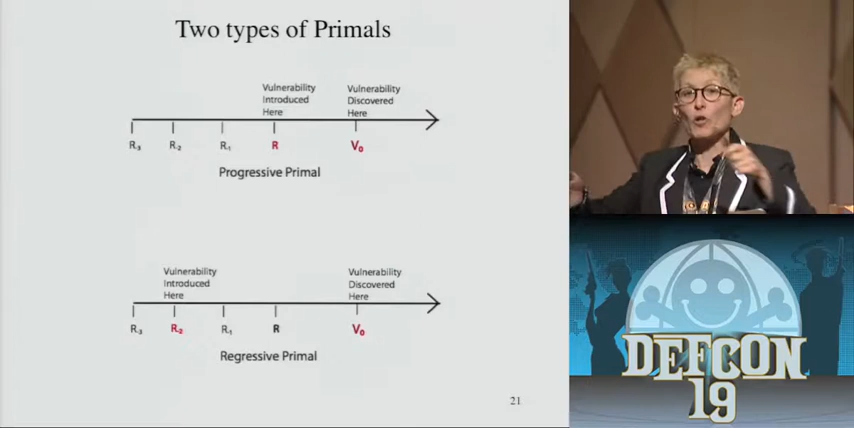 Two types of Primals
Vulnerability Introduced Here
Vulnerability Discovered Here
R-3 R-2 R-1 R V0
Progressive Primal
Vulnerability Introduced Here
Vulnerability Discovered Here
R-3 R-2 R-1 R V0
Regressive Primal
21
DEFCON
19